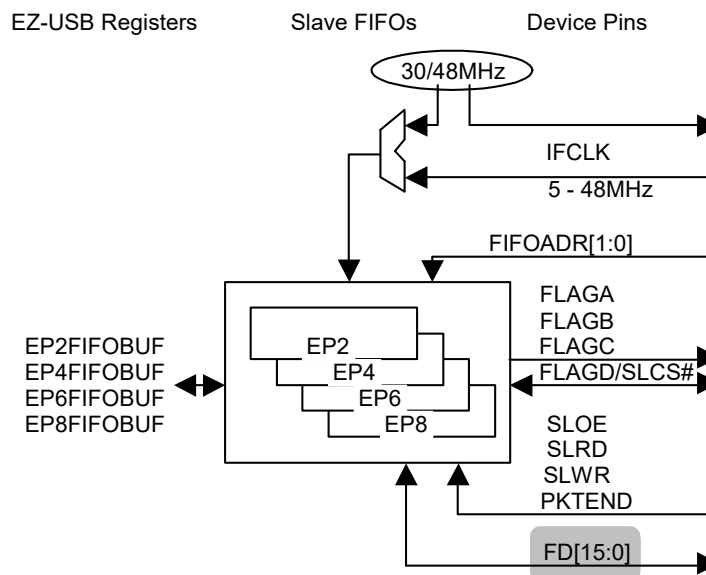 EZ-USB Registers
Slave FIFOs
Device Pins
30/48MHz
IFCLK
5 - 48MHz
FIFOADR[1:0]
FLAGA
FLAGB
FLAGC
FLAGD/SLCS#
EP2
EP4
EP6
EP8
EP2FIFOBUF
EP4FIFOBUF
EP6FIFOBUF
EP8FIFOBUF
SLOE
SLRD
SLWR
PKTEND
FD[15:0]